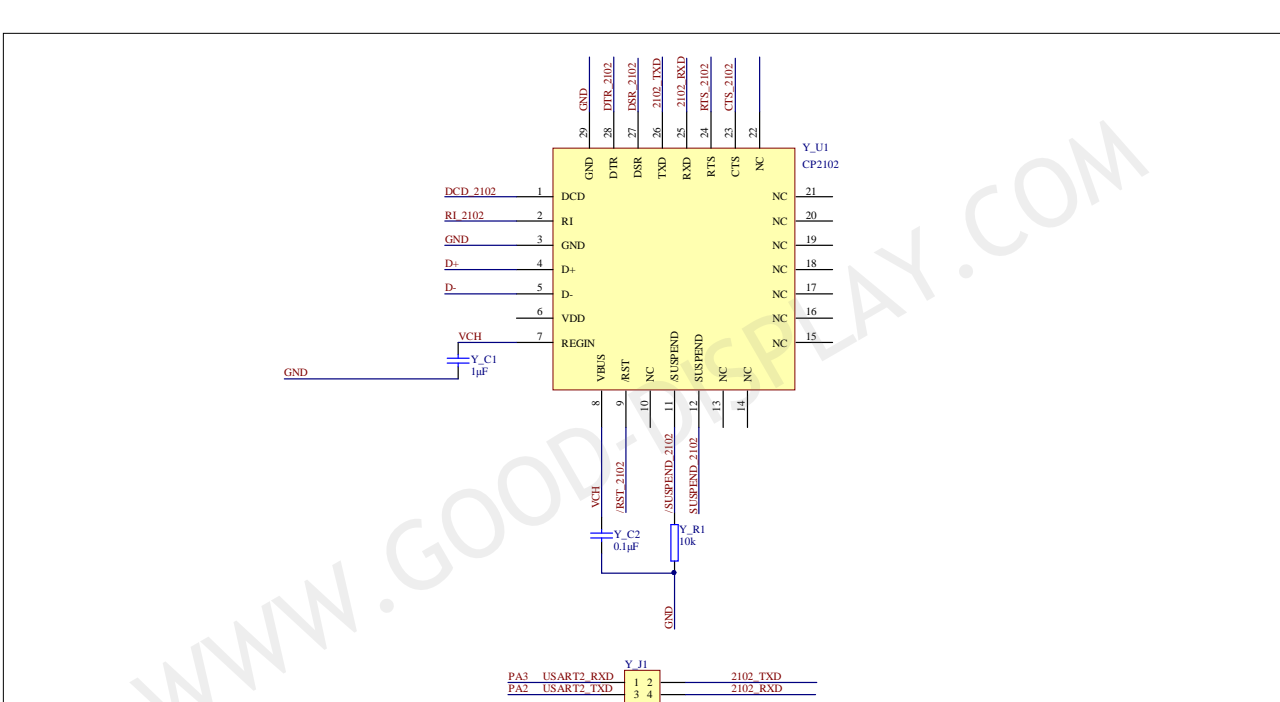 GND
DTR_2102
DSR_2102
2102_TXD
2102_RXD
RTS_2102
CTS_2102
29
28
27
26
25
24
23
22
GND
DTR
DSR
TXD
RXD
RTS
CTS
NC
Y_U1
CP2102
DCD_2102 1 DCD
RI_2102 2 RI
GND 3 GND
D+ 4 D+
D- 5 D-
6 VDD
VCH 7 REGIN
NC 21
NC 20
NC 19
NC 18
NC 17
NC 16
NC 15
Y_C1
1µF
GND
VBUS
/RST
NC
/SUSPEND
SUSPEND
NC
NC
8
9
10
11
12
13
14
VCH
/RST_2102
/SUSPEND_2102
SUSPEND_2102
Y_C2
0.1µF
Y_R1
10k
GND
Y_J1
PA3 USART2_RXD 1 2 2102_TXD
PA2 USART2_TXD 3 4 2102_RXD
WWW.GOOD-DISPLAY.COM